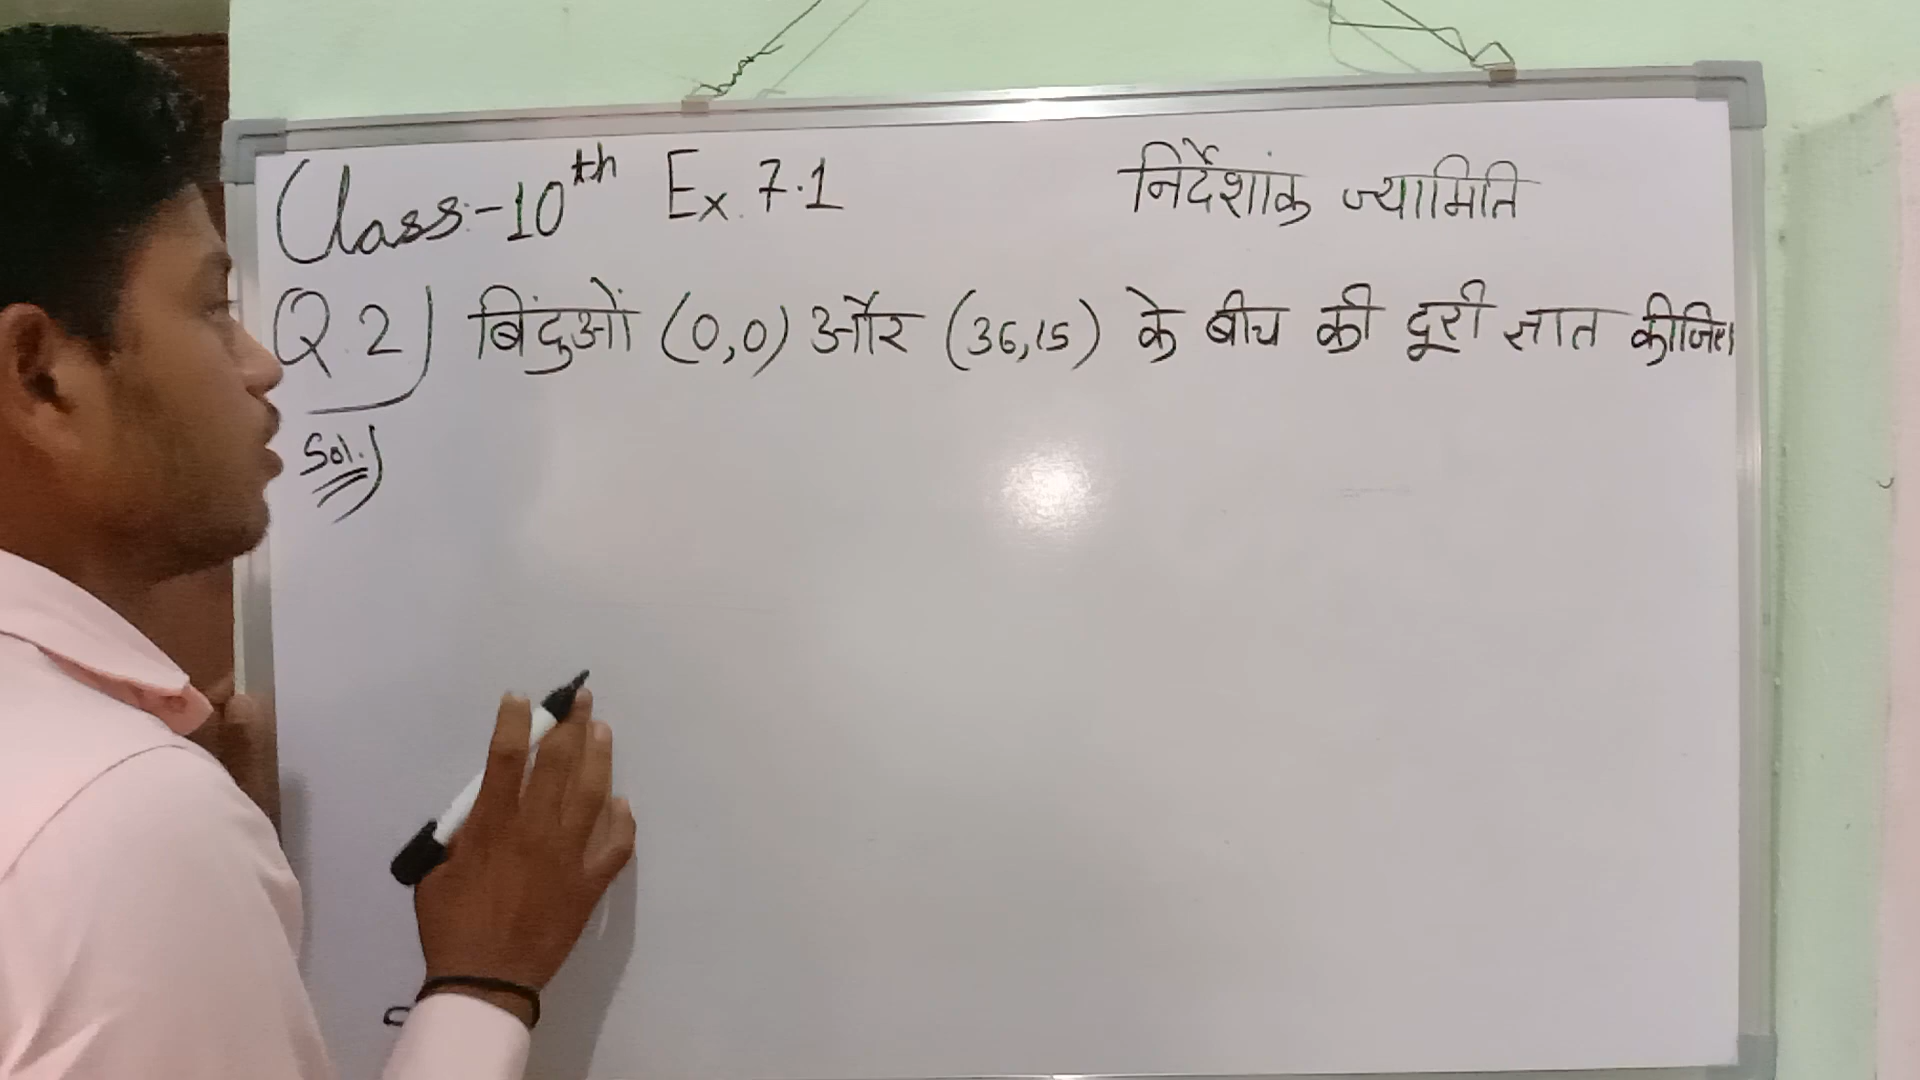 Class:-10th Ex. 7.1 निर्देशांक ज्यामिति
Q.2) बिंदुओं (0,0) और (36,15) के बीच की दूरी ज्ञात कीजिए।
Sol.)